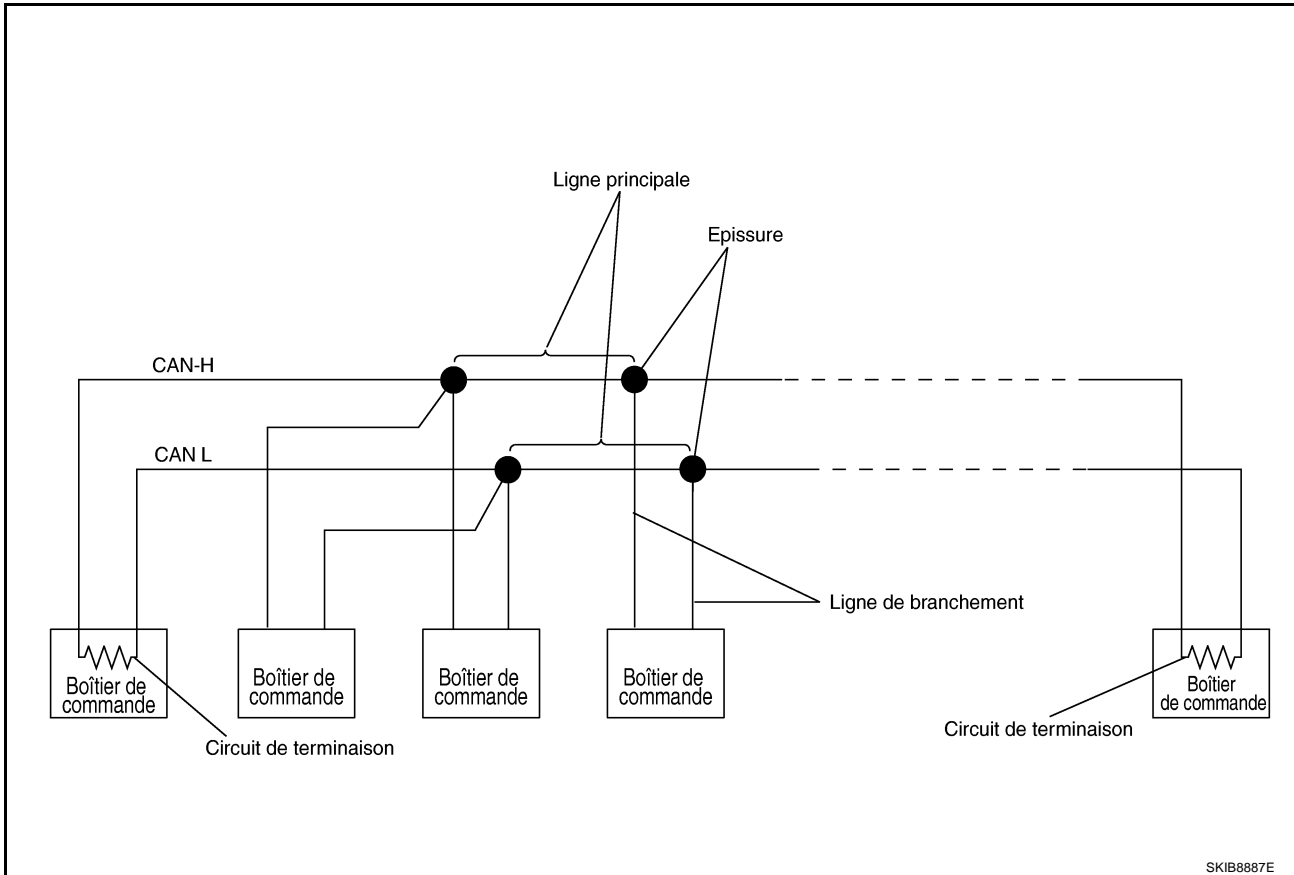 Ligne principale
Epissure
CAN-H
CAN L
Ligne de branchement
Boîtier de
commande
Boîtier de
commande
Boîtier de
commande
Boîtier de
commande
Boîtier
de commande
Circuit de terminaison
Circuit de terminaison
SKIB8887E